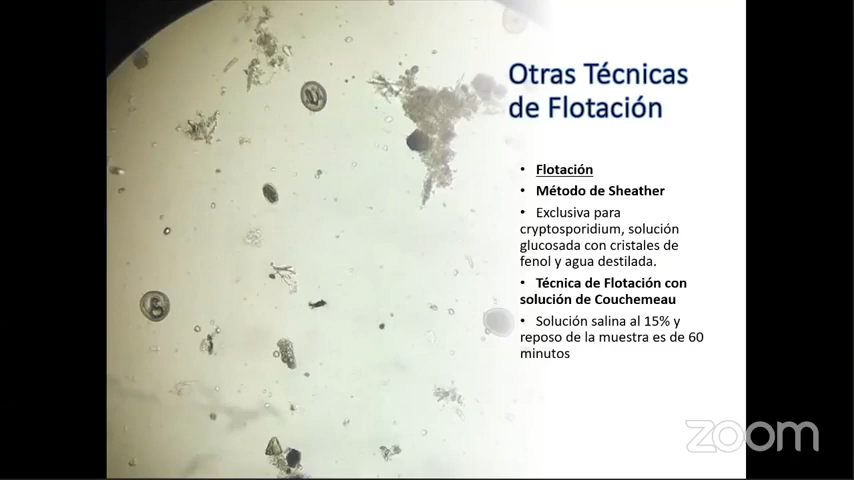 Otras Técnicas
de Flotación
• Flotación
• Método de Sheather
• Exclusiva para
cryptosporidium, solución
glucosada con cristales de
fenol y agua destilada.
• Técnica de Flotación con
solución de Couchemeau
• Solución salina al 15% y
reposo de la muestra es de 60
minutos
zoom